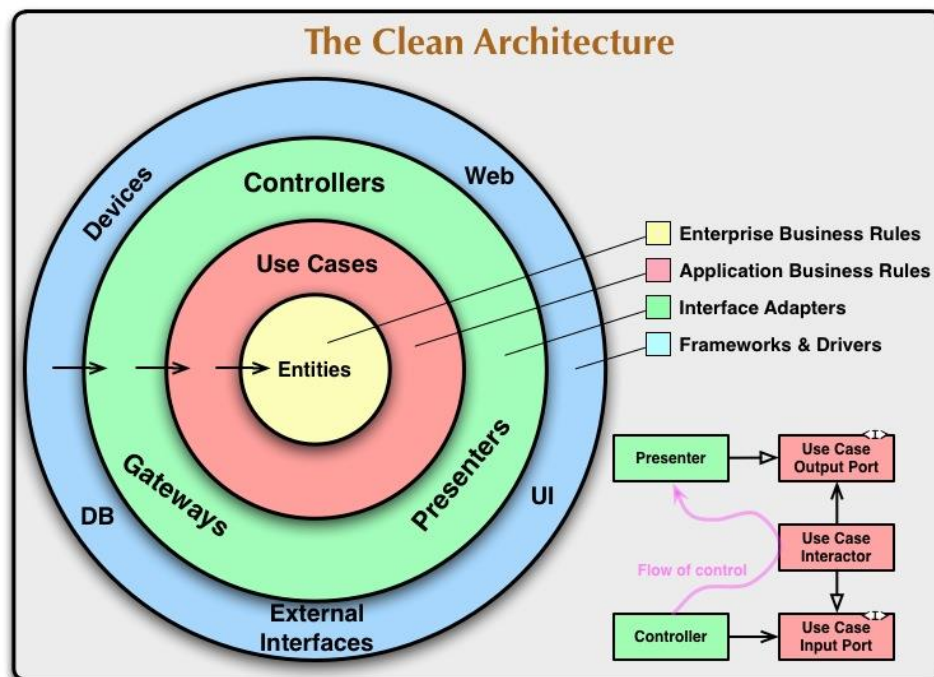 The Clean Architecture
Devices
Web
Controllers
Use Cases
Entities
Gateways
Presenters
DB
UI
External
Interfaces
Enterprise Business Rules
Application Business Rules
Interface Adapters
Frameworks & Drivers
Presenter
<I>
Use Case
Output Port
Use Case
Interactor
Flow of control
Controller
<I>
Use Case
Input Port